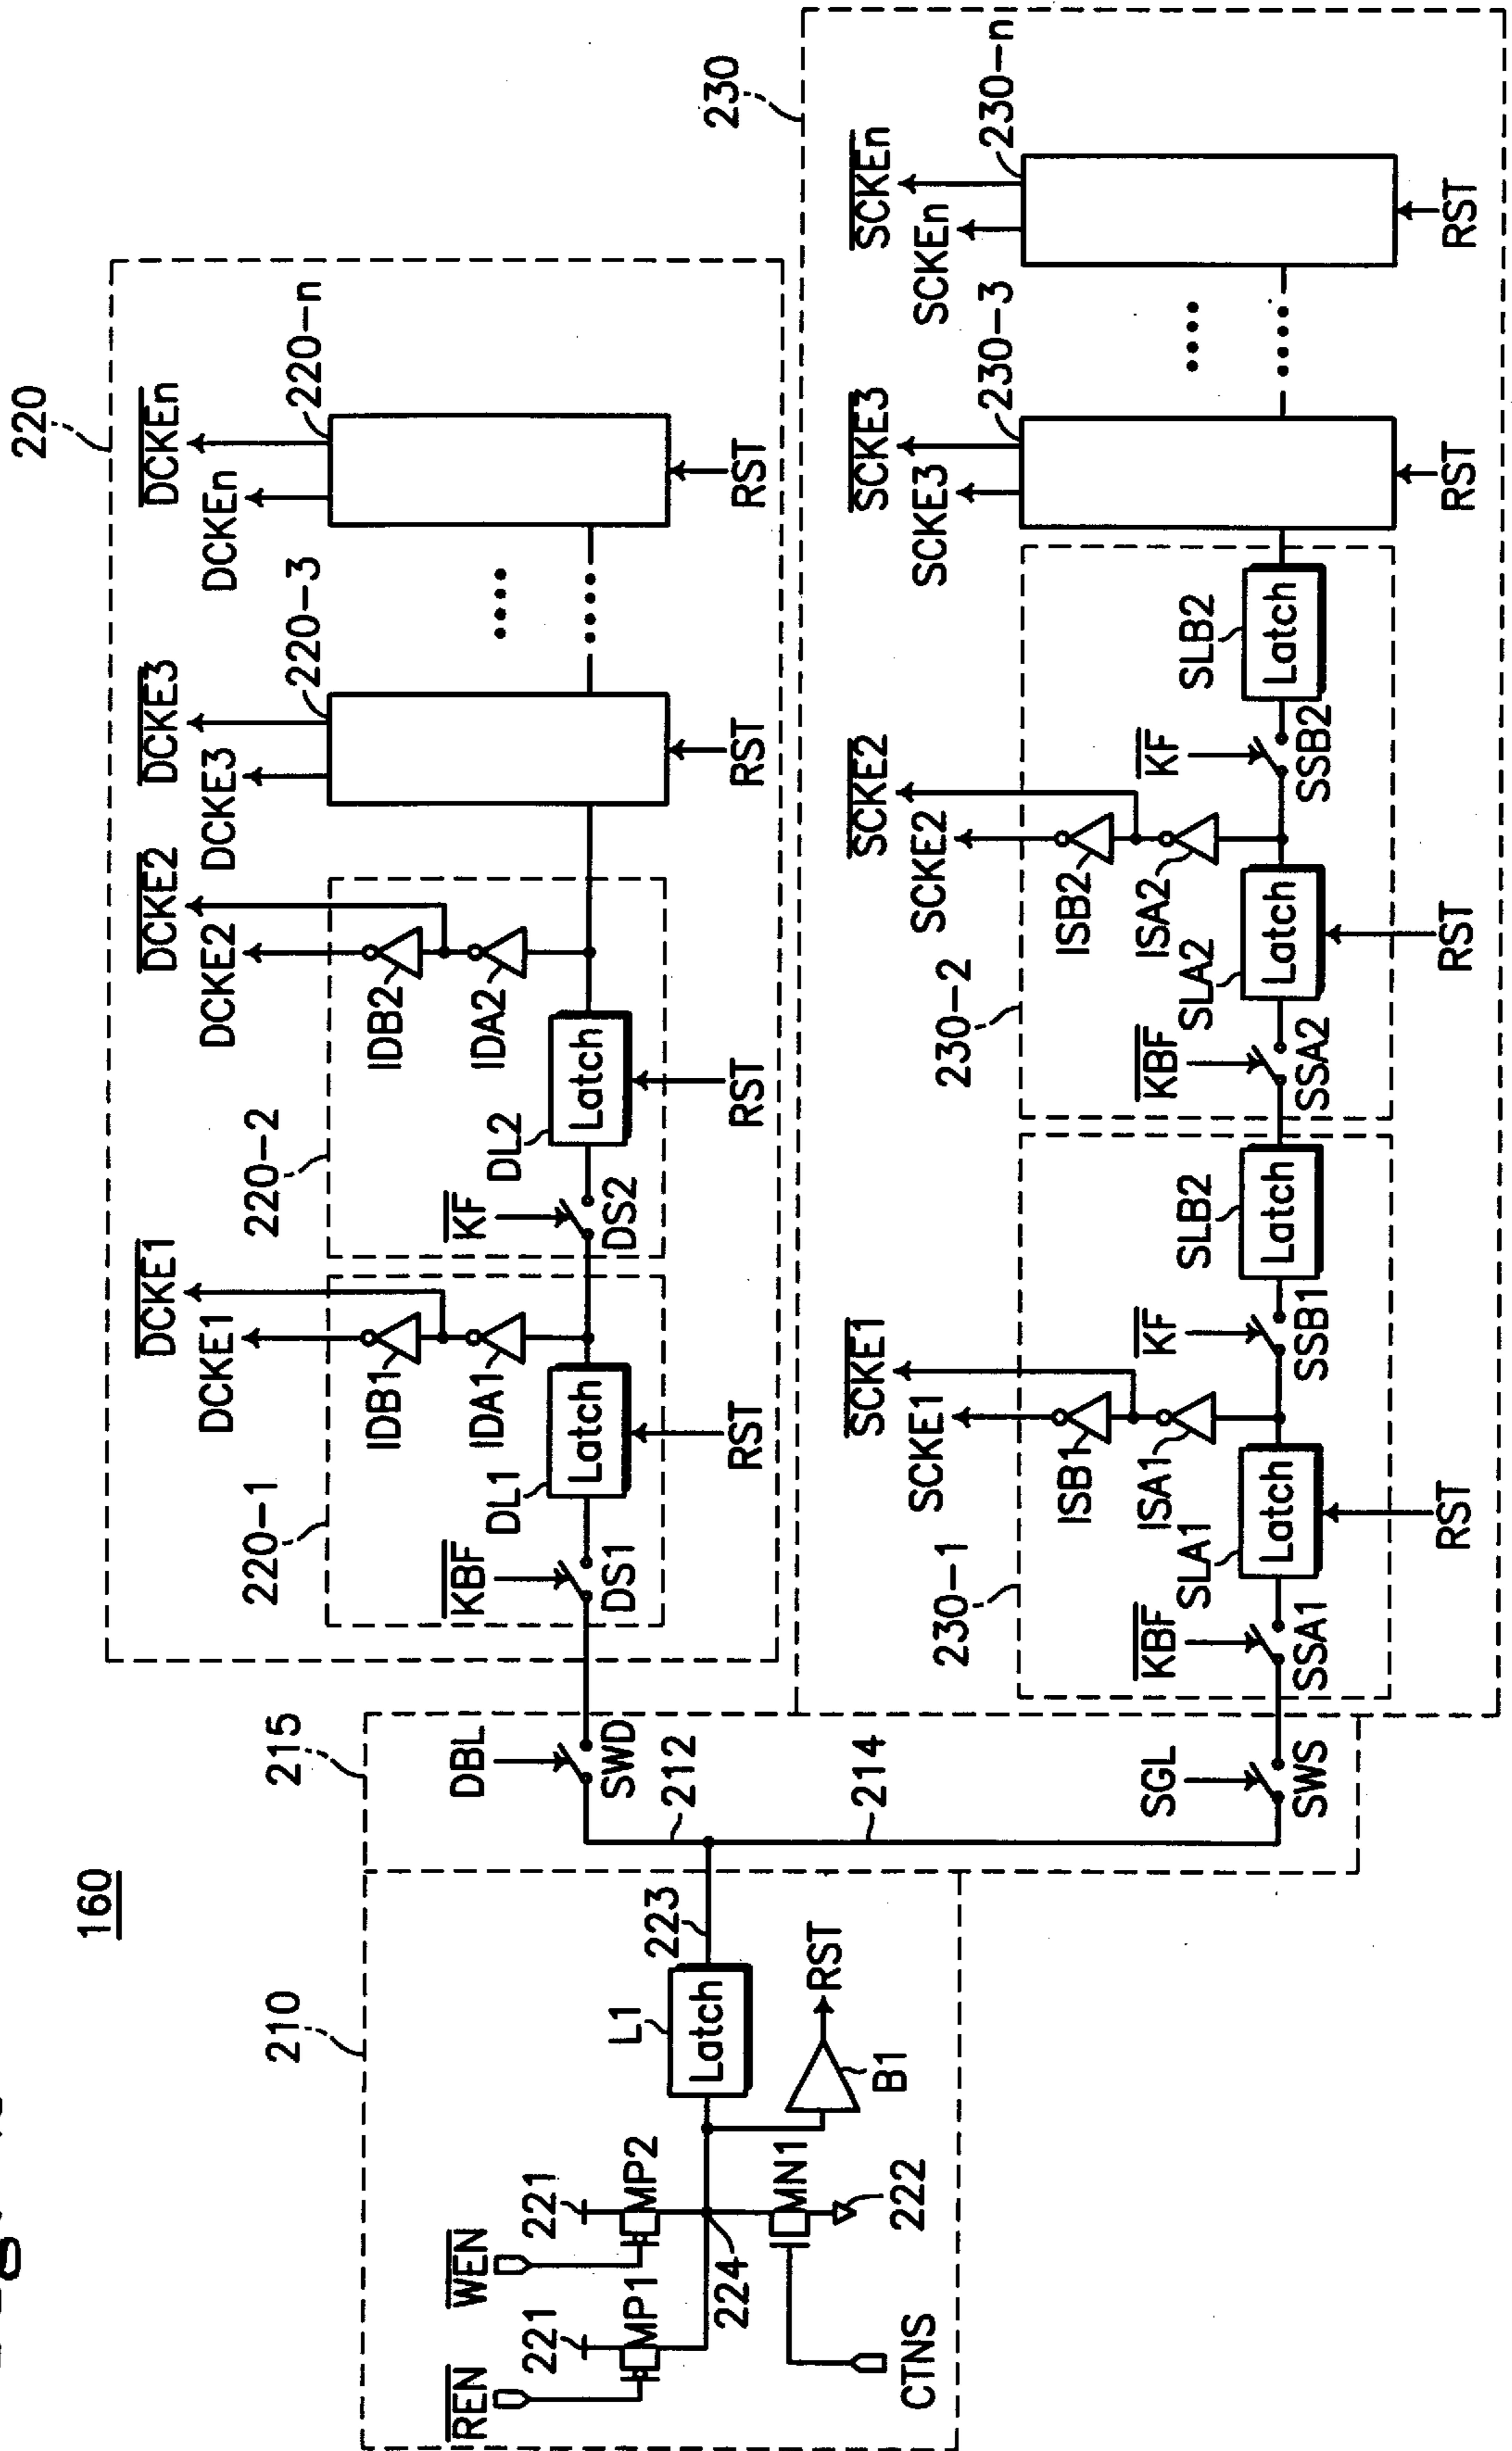 160
210
REN
WEN
221
221
MP1
MP2
224
MN1
222
CTNS
L1
Latch
223
B1
RST
215
DBL
SWD
212
214
SGL
SWS
220
220-1
KBF
DS1
DL1
Latch
RST
IDA1
IDB1
DCKE1
DCKE1
220-2
KF
DS2
DL2
Latch
RST
IDA2
IDB2
DCKE2
DCKE2
220-3
DCKE3
DCKE3
RST
220-n
DCKEn
DCKEn
RST
230
230-1
KBF
SSA1
SLA1
Latch
RST
ISA1
ISB1
SCKE1
SCKE1
KF
SSB1
SLB2
Latch
230-2
KBF
SSA2
SLA2
Latch
RST
ISA2
ISB2
SCKE2
SCKE2
KF
SSB2
SLB2
Latch
230-3
SCKE3
SCKE3
RST
230-n
SCKEn
SCKEn
RST